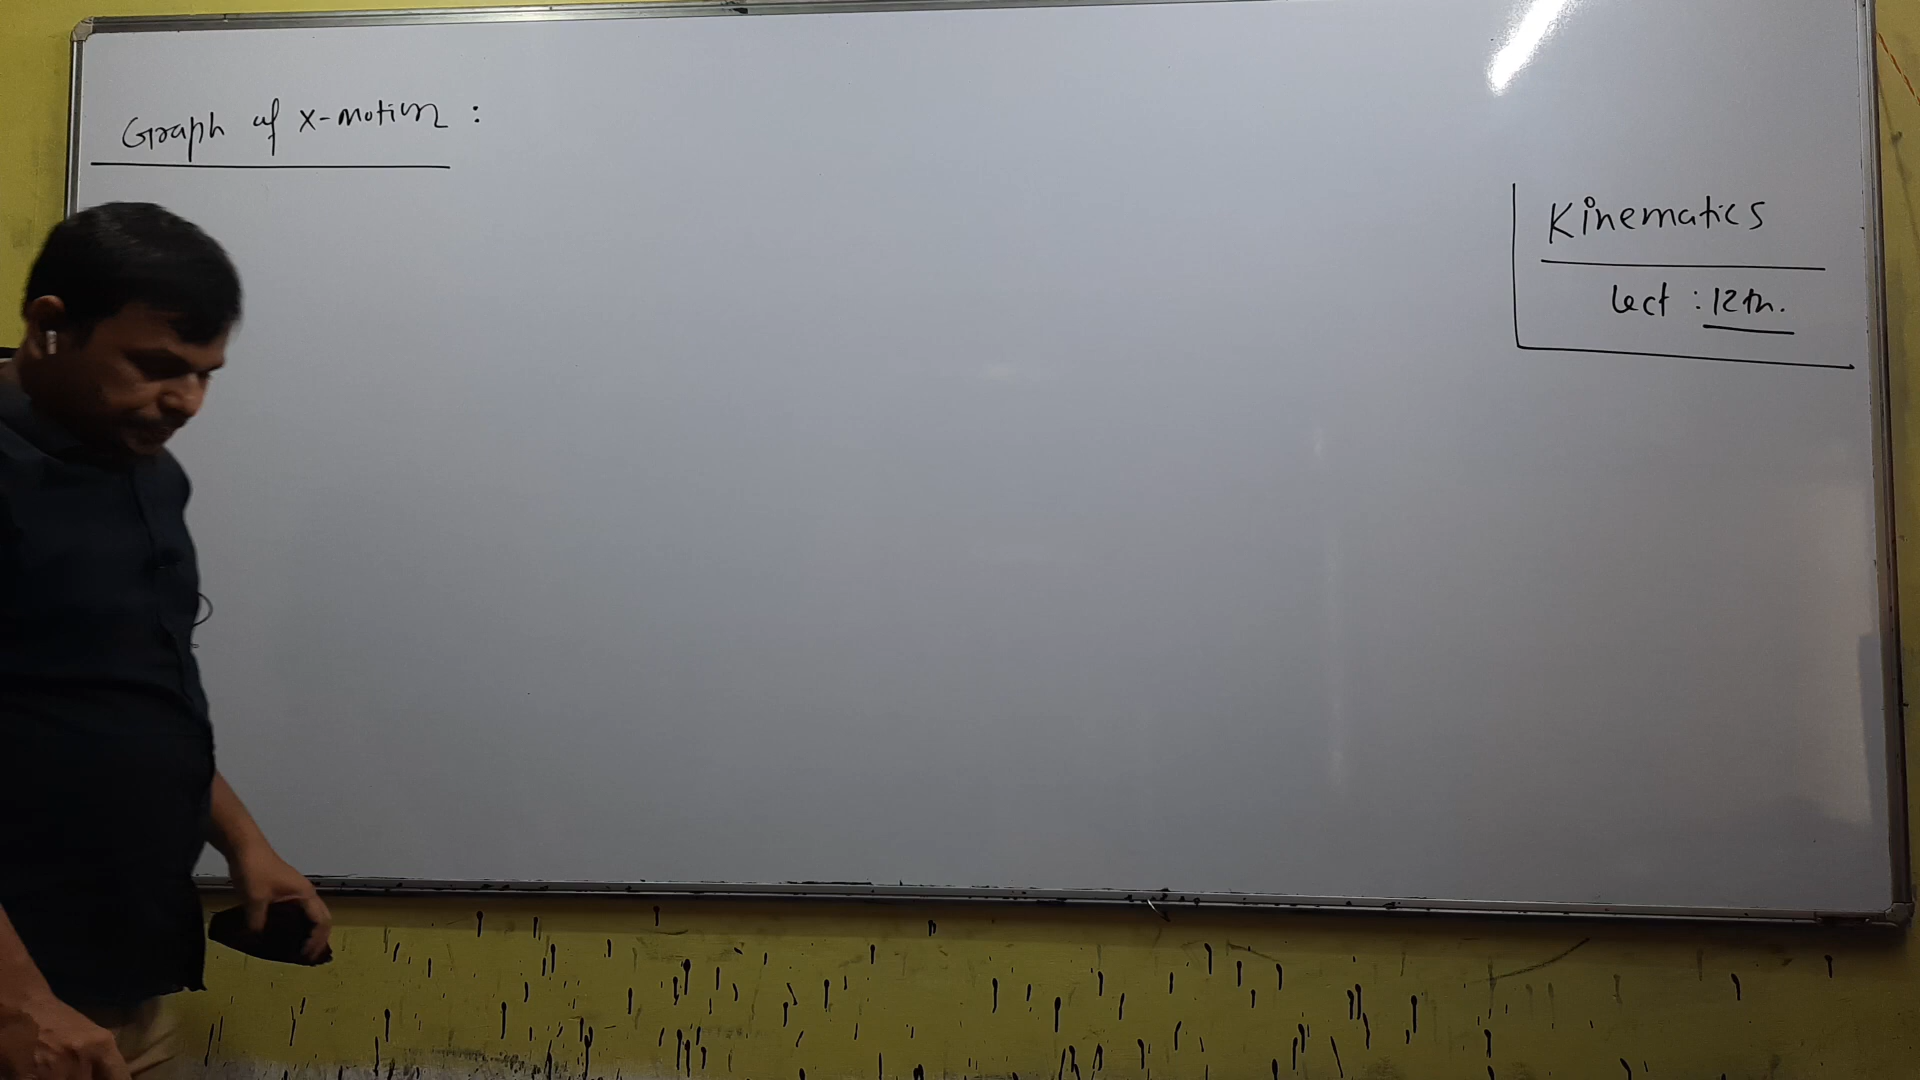 Graph of x-motion :
Kinematics
Lect : 12th.